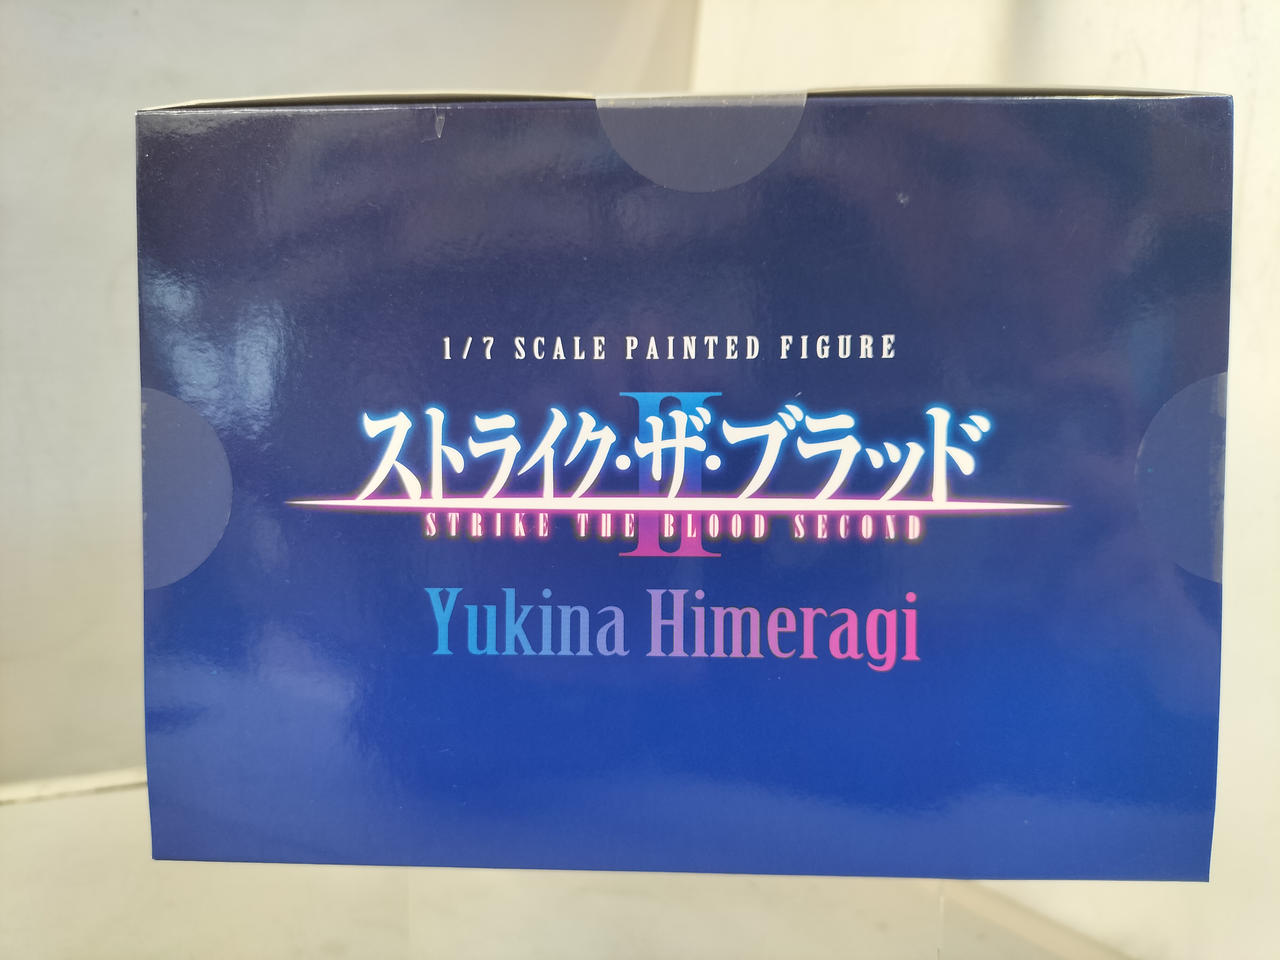 1/7 SCALE PAINTED FIGURE
II
ストライク・ザ・ブラッド
STRIKE THE BLOOD SECOND
Yukina Himeragi